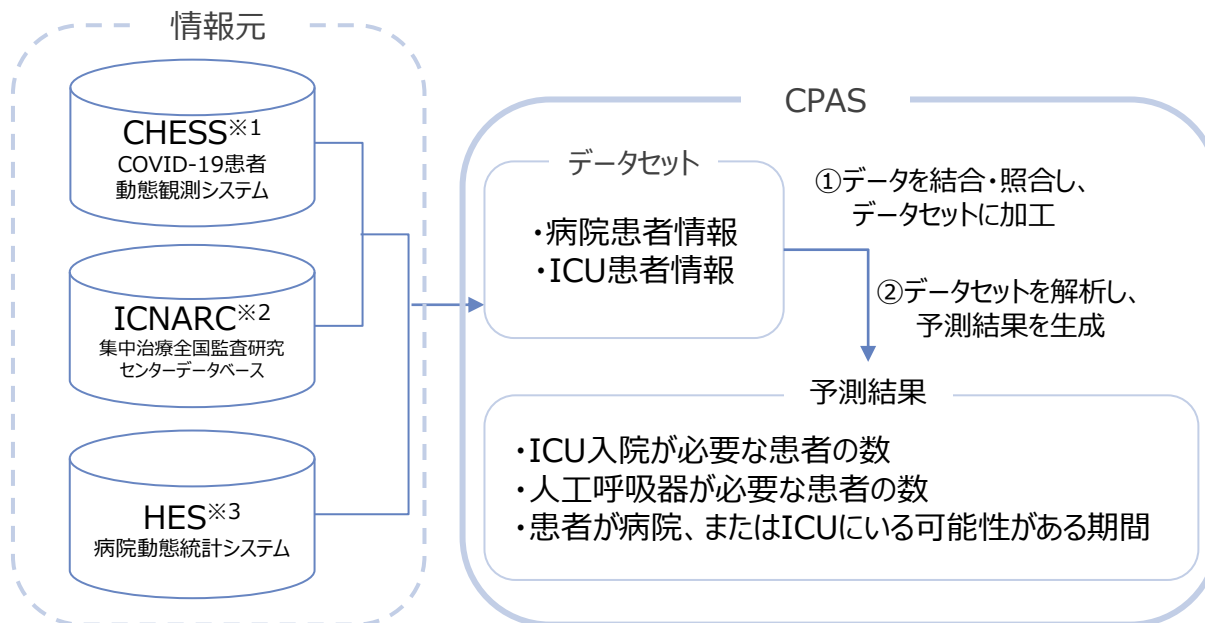 情報元
CHESS※1
COVID-19患者
動態観測システム
ICNARC※2
集中治療全国監査研究
センターデータベース
HES※3
病院動態統計システム
CPAS
データセット
・病院患者情報
・ICU患者情報
①データを結合・照合し、
データセットに加工
②データセットを解析し、
予測結果を生成
予測結果
・ICU入院が必要な患者の数
・人工呼吸器が必要な患者の数
・患者が病院、またはICUにいる可能性がある期間